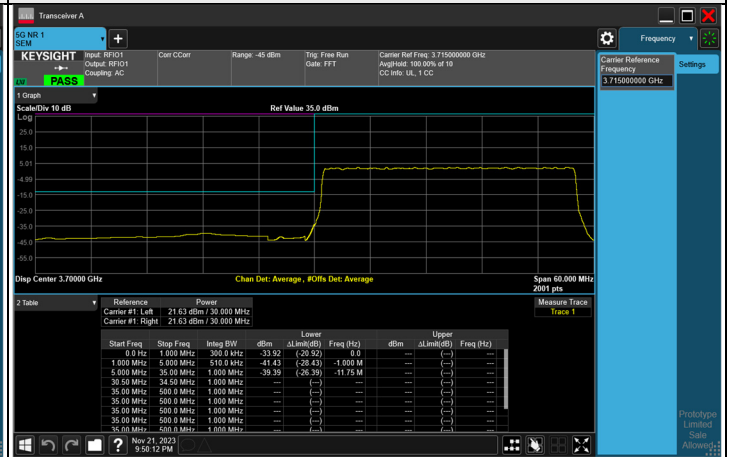 Transceiver A
5G NR 1
SEM
+
Frequency
KEYSIGHT
Input: RFIO1
Output: RFIO1
Coupling: AC
Corr CCorr
Range: -45 dBm
Trig: Free Run
Gate: FFT
Carrier Ref Freq: 3.715000000 GHz
Avg|Hold: 100.00% of 10
CC Info: UL, 1 CC
PASS
Carrier Reference
Frequency
3.715000000 GHz
Settings
1 Graph
Scale/Div 10 dB
Ref Value 35.0 dBm
Log
25.0
15.0
5.01
-4.99
-15.0
-25.0
-35.0
-45.0
-55.0
Disp Center 3.70000 GHz
Chan Det: Average , #Offs Det: Average
Span 60.000 MHz
2001 pts
2 Table
Reference Power
Carrier #1: Left 21.63 dBm / 30.000 MHz
Carrier #1: Right 21.63 dBm / 30.000 MHz
Measure Trace
Trace 1
Lower Upper
Start Freq Stop Freq Integ BW dBm ΔLimit(dB) Freq (Hz) dBm ΔLimit(dB) Freq (Hz)
0.0 Hz 1.000 MHz 300.0 kHz -33.92 (-20.92) 0.0 --- (---) ---
1.000 MHz 5.000 MHz 510.0 kHz -41.43 (-28.43) -1.000 M --- (---) ---
5.000 MHz 35.00 MHz 1.000 MHz -39.39 (-26.39) -11.75 M --- (---) ---
30.50 MHz 34.50 MHz 1.000 MHz --- (---) --- --- (---) ---
35.00 MHz 500.0 MHz 1.000 MHz --- (---) --- --- (---) ---
35.00 MHz 500.0 MHz 1.000 MHz --- (---) --- --- (---) ---
35.00 MHz 500.0 MHz 1.000 MHz --- (---) --- --- (---) ---
35.00 MHz 500.0 MHz 1.000 MHz --- (---) --- --- (---) ---
35.00 MHz 500.0 MHz 1.000 MHz --- (---) --- --- (---) ---
Prototype
Limited
Sale
Allowed
?
Nov 21, 2023
9:50:12 PM